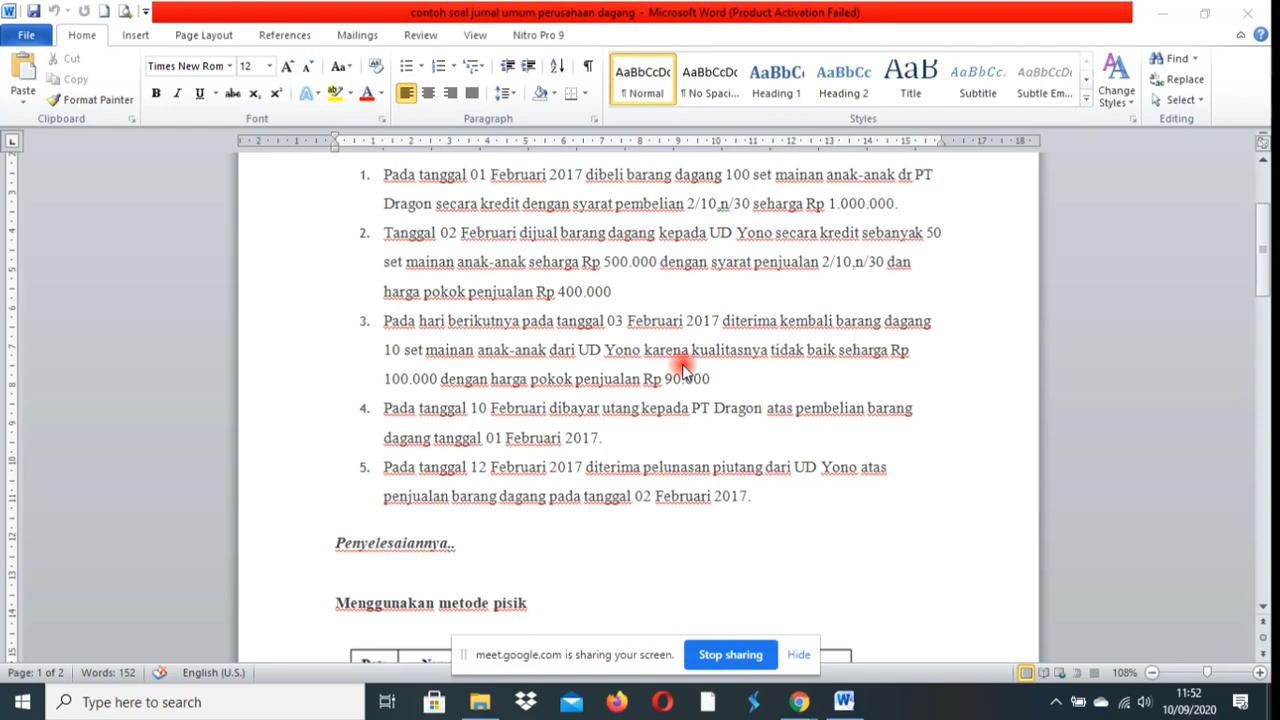 contoh soal jurnal umum perusahaan dagang - Microsoft Word (Product Activation Failed)
File Home Insert Page Layout References Mailings Review View Nitro Pro 9
Cut
Copy
Format Painter
Paste
Clipboard
Times New Rom 12
Font
Paragraph
AaBbCcDc AaBbCcDc AaBbC AaBbCc AaB AaBbCc. AaBbCcDc
¶ Normal ¶ No Spaci... Heading 1 Heading 2 Title Subtitle Subtle Em...
Change Styles
Styles
Find
Replace
Select
Editing
1. Pada tanggal 01 Februari 2017 dibeli barang dagang 100 set mainan anak-anak dr PT
Dragon secara kredit dengan syarat pembelian 2/10,n/30 seharga Rp 1.000.000.
2. Tanggal 02 Februari dijual barang dagang kepada UD Yono secara kredit sebanyak 50
set mainan anak-anak seharga Rp 500.000 dengan syarat penjualan 2/10,n/30 dan
harga pokok penjualan Rp 400.000
3. Pada hari berikutnya pada tanggal 03 Februari 2017 diterima kembali barang dagang
10 set mainan anak-anak dari UD Yono karena kualitasnya tidak baik seharga Rp
100.000 dengan harga pokok penjualan Rp 90.000
4. Pada tanggal 10 Februari dibayar utang kepada PT Dragon atas pembelian barang
dagang tanggal 01 Februari 2017.
5. Pada tanggal 12 Februari 2017 diterima pelunasan piutang dari UD Yono atas
penjualan barang dagang pada tanggal 02 Februari 2017.
Penyelesaiannya..
Menggunakan metode pisik
meet.google.com is sharing your screen. Stop sharing Hide
Page: 1 of 2 Words: 152 English (U.S.) 108%
Type here to search
11:52
10/09/2020